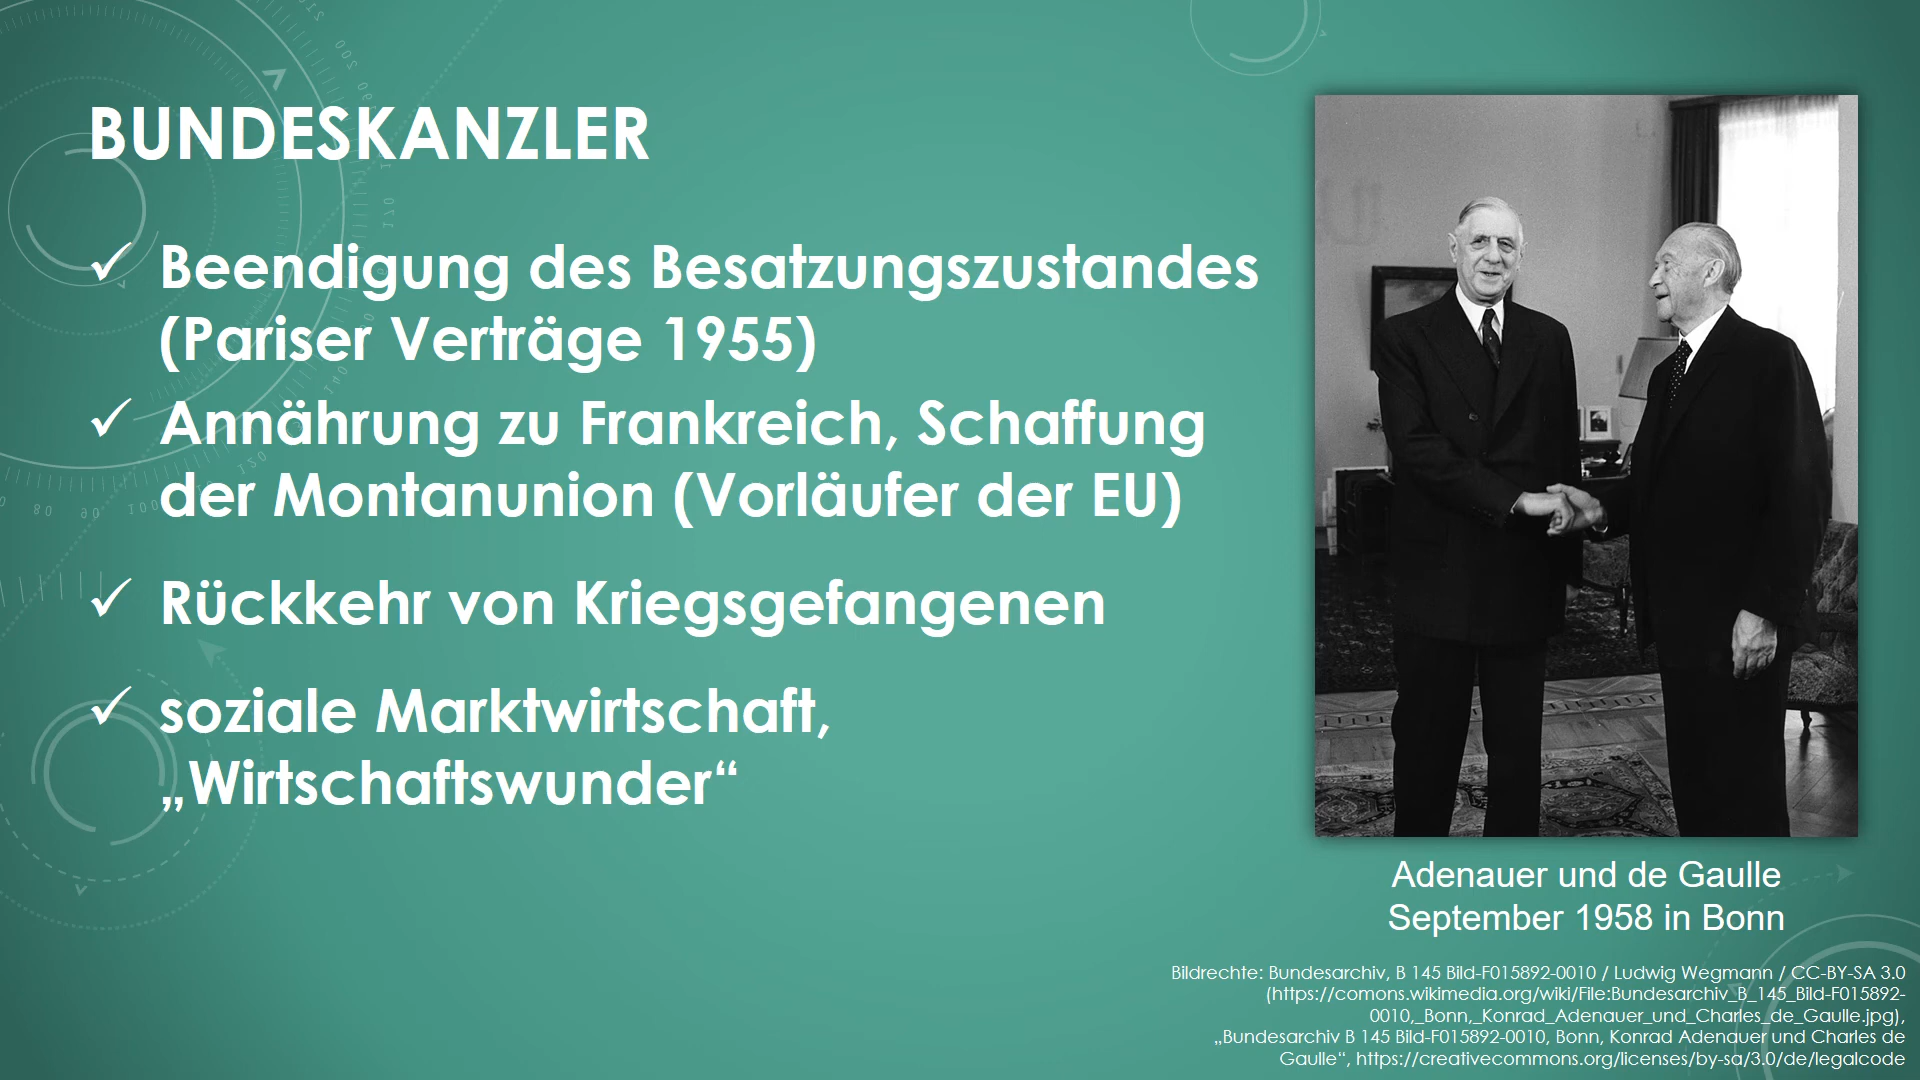 BUNDESKANZLER
✓ Beendigung des Besatzungszustandes
(Pariser Verträge 1955)
✓ Annährung zu Frankreich, Schaffung
der Montanunion (Vorläufer der EU)
✓ Rückkehr von Kriegsgefangenen
✓ soziale Marktwirtschaft,
„Wirtschaftswunder“
Adenauer und de Gaulle
September 1958 in Bonn
Bildrechte: Bundesarchiv, B 145 Bild-F015892-0010 / Ludwig Wegmann / CC-BY-SA 3.0
(https://comons.wikimedia.org/wiki/File:Bundesarchiv_B_145_Bild-F015892-
0010,_Bonn,_Konrad_Adenauer_und_Charles_de_Gaulle.jpg),
„Bundesarchiv B 145 Bild-F015892-0010, Bonn, Konrad Adenauer und Charles de
Gaulle“, https://creativecommons.org/licenses/by-sa/3.0/de/legalcode